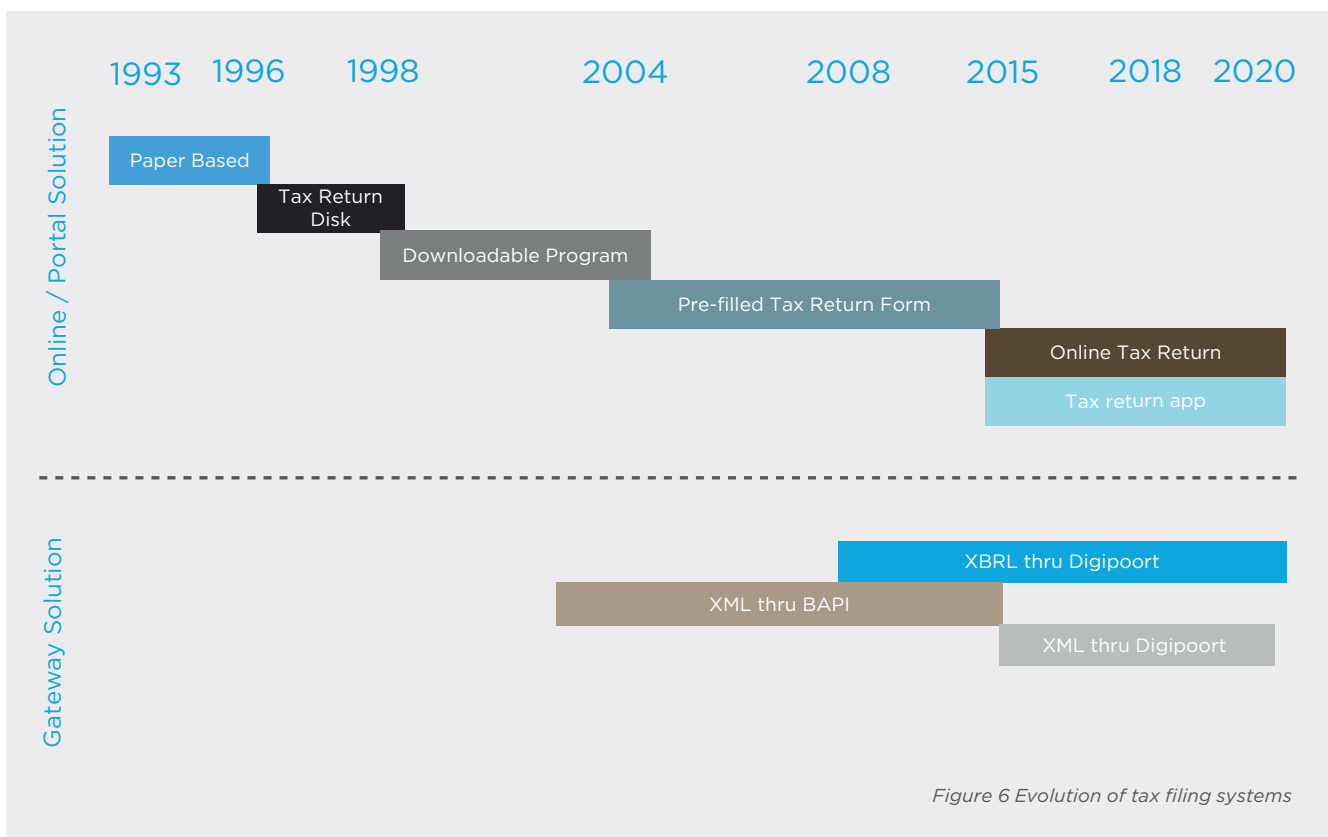 1993 1996 1998 2004 2008 2015 2018 2020
Online / Portal Solution
Paper Based
Tax Return
Disk
Downloadable Program
Pre-filled Tax Return Form
Online Tax Return
Tax return app
Gateway Solution
XBRL thru Digipoort
XML thru BAPI
XML thru Digipoort
Figure 6 Evolution of tax filing systems